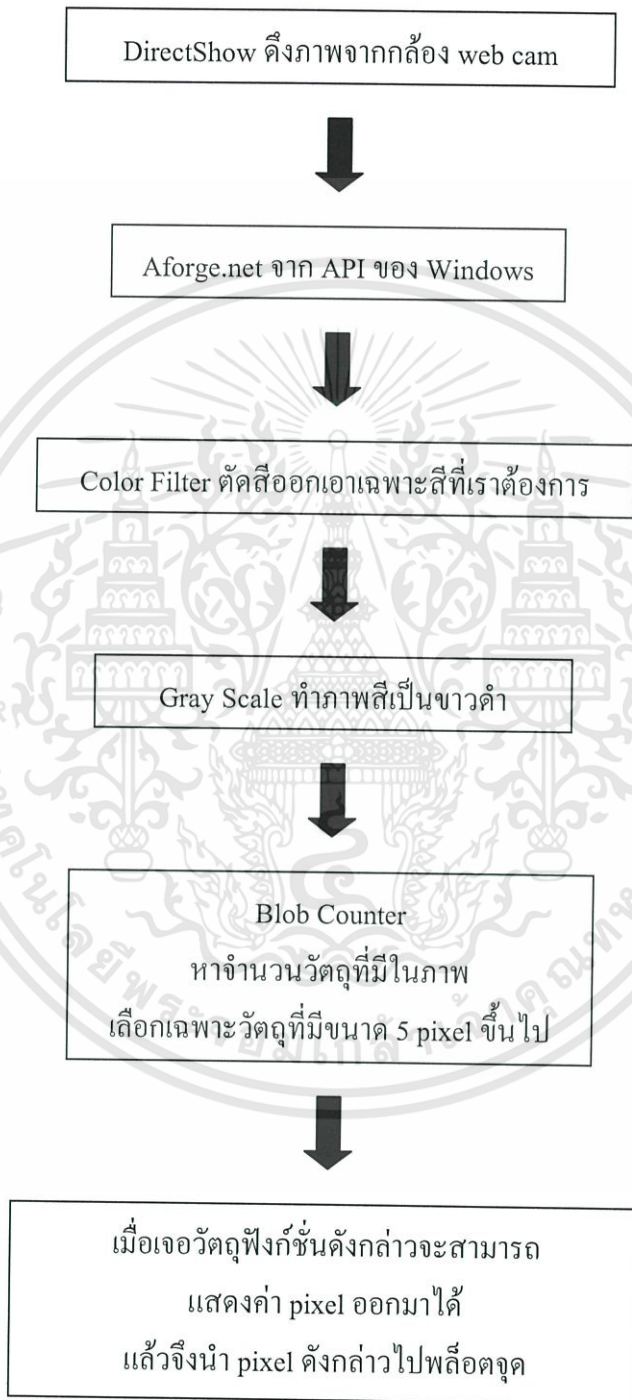 DirectShow ดึงภาพจากกล้อง web cam
Aforge.net จาก API ของ Windows
Color Filter ตัดสีออกเอาเฉพาะสีที่เราต้องการ
Gray Scale ทำภาพสีเป็นขาวดำ
Blob Counter
หาจำนวนวัตถุที่มีในภาพ
เลือกเฉพาะวัตถุที่มีขนาด 5 pixel ขึ้นไป
เมื่อเจอวัตถุฟังก์ชั่นดังกล่าวจะสามารถ
แสดงค่า pixel ออกมาได้
แล้วจึงนำ pixel ดังกล่าวไปพล็อตจุด